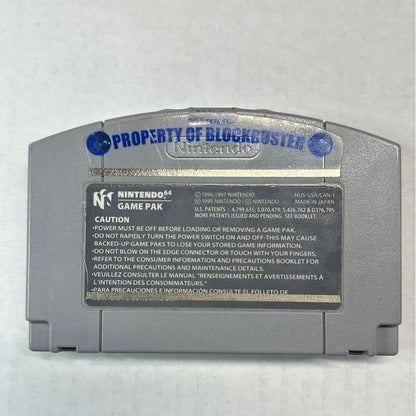 PROPERTY OF BLOCKBUSTER
Nintendo
NINTENDO 64
GAME PAK
© 1996, 1997 NINTENDO
NUS-USA/CAN-1
© 1995 NINTENDO
MADE IN JAPAN
U.S. PATENTS : 4,799,635; 5,070,479; 5,426,762 & D376,795
MORE PATENTS ISSUED AND PENDING. SEE BOOKLET.
CAUTION
•POWER MUST BE OFF BEFORE LOADING OR REMOVING A GAME PAK.
•DO NOT RAPIDLY TURN THE POWER SWITCH ON AND OFF-THIS MAY CAUSE
BACKED-UP GAME PAKS TO LOSE YOUR STORED GAME INFORMATION.
•DO NOT BLOW ON THE EDGE CONNECTOR OR TOUCH WITH YOUR FINGERS.
•REFER TO THE CONSUMER INFORMATION AND PRECAUTIONS BOOKLET FOR
ADDITIONAL PRECAUTIONS AND MAINTENANCE DETAILS.
•VEUILLEZ CONSULTER LE MANUEL "RENSEIGNEMENTS ET AVERTISSEMENTS À
L'INTENTION DES CONSOMMATEURS."
•PARA PRECAUCIONES E INFORMACIÓN CONSULTE EL FOLLETO DE